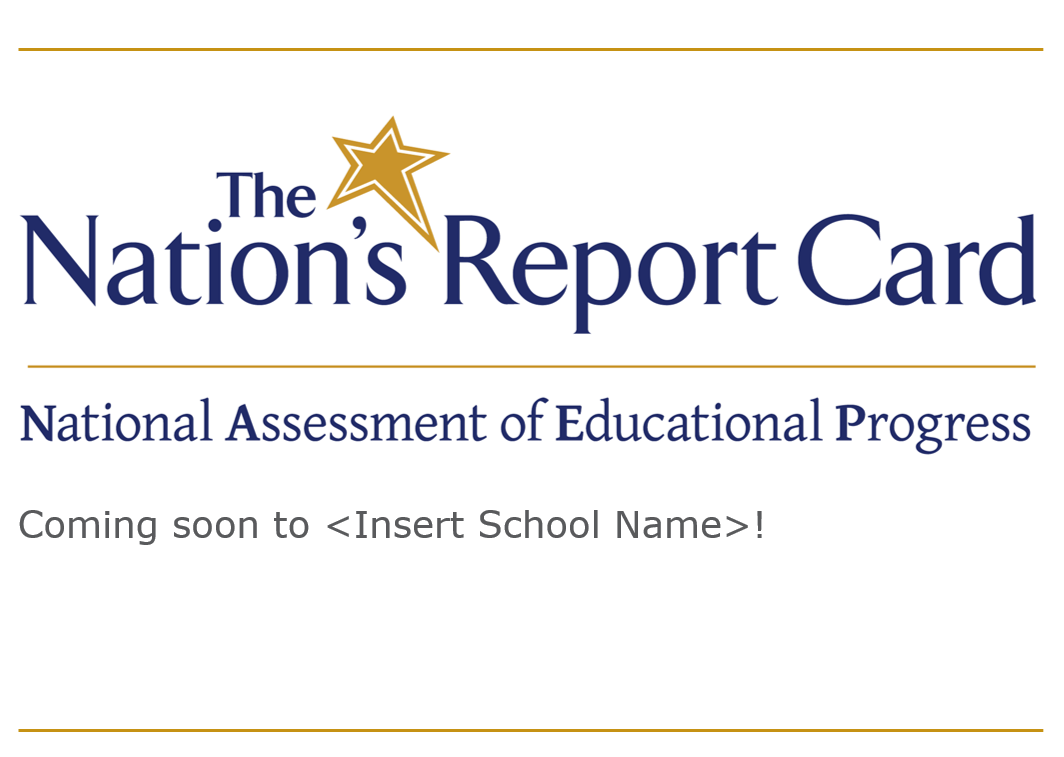 The
Nation's Report Card
National Assessment of Educational Progress
Coming soon to <Insert School Name>!